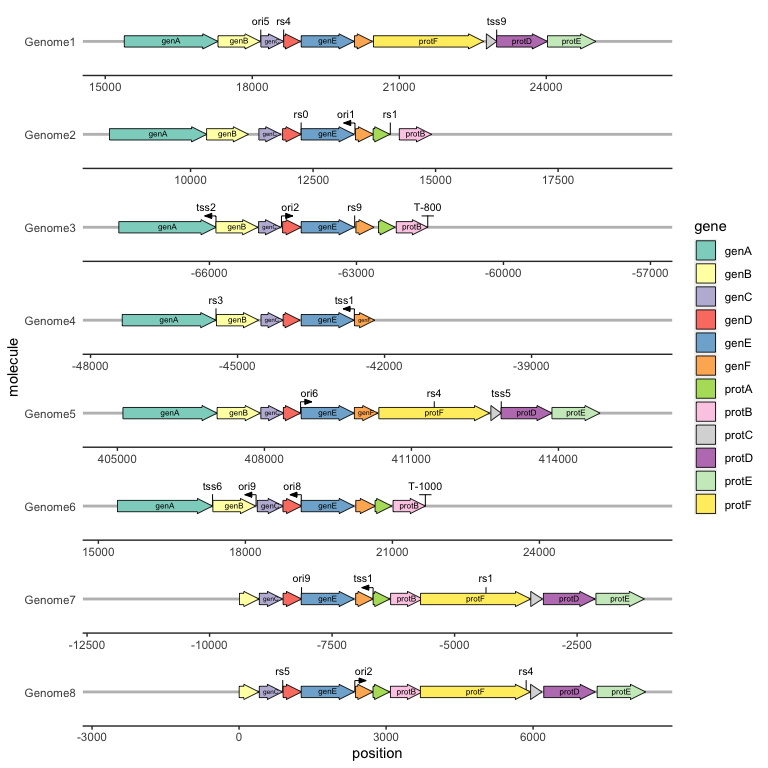 ori5 rs4 tss9
Genome1 genA genB genC genE protF protD protE
15000 18000 21000 24000
rs0 ori1 rs1
Genome2 genA genB genC genE protB
10000 12500 15000 17500
tss2 ori2 rs9 T-800
Genome3 genA genB genC genE protB
-66000 -63000 -60000 -57000
rs3 tss1
Genome4 genA genB genC genE genF
-48000 -45000 -42000 -39000
ori6 rs4 tss5
Genome5 genA genB genC genE genF protF protD protE
405000 408000 411000 414000
tss6 ori9 ori8 T-1000
Genome6 genA genB genC genE protB
15000 18000 21000 24000
ori9 tss1 rs1
Genome7 genC genE protB protF protD protE
-12500 -10000 -7500 -5000 -2500
rs5 ori2 rs4
Genome8 genC genE protB protF protD protE
-3000 0 3000 6000
position
molecule
gene
genA
genB
genC
genD
genE
genF
protA
protB
protC
protD
protE
protF